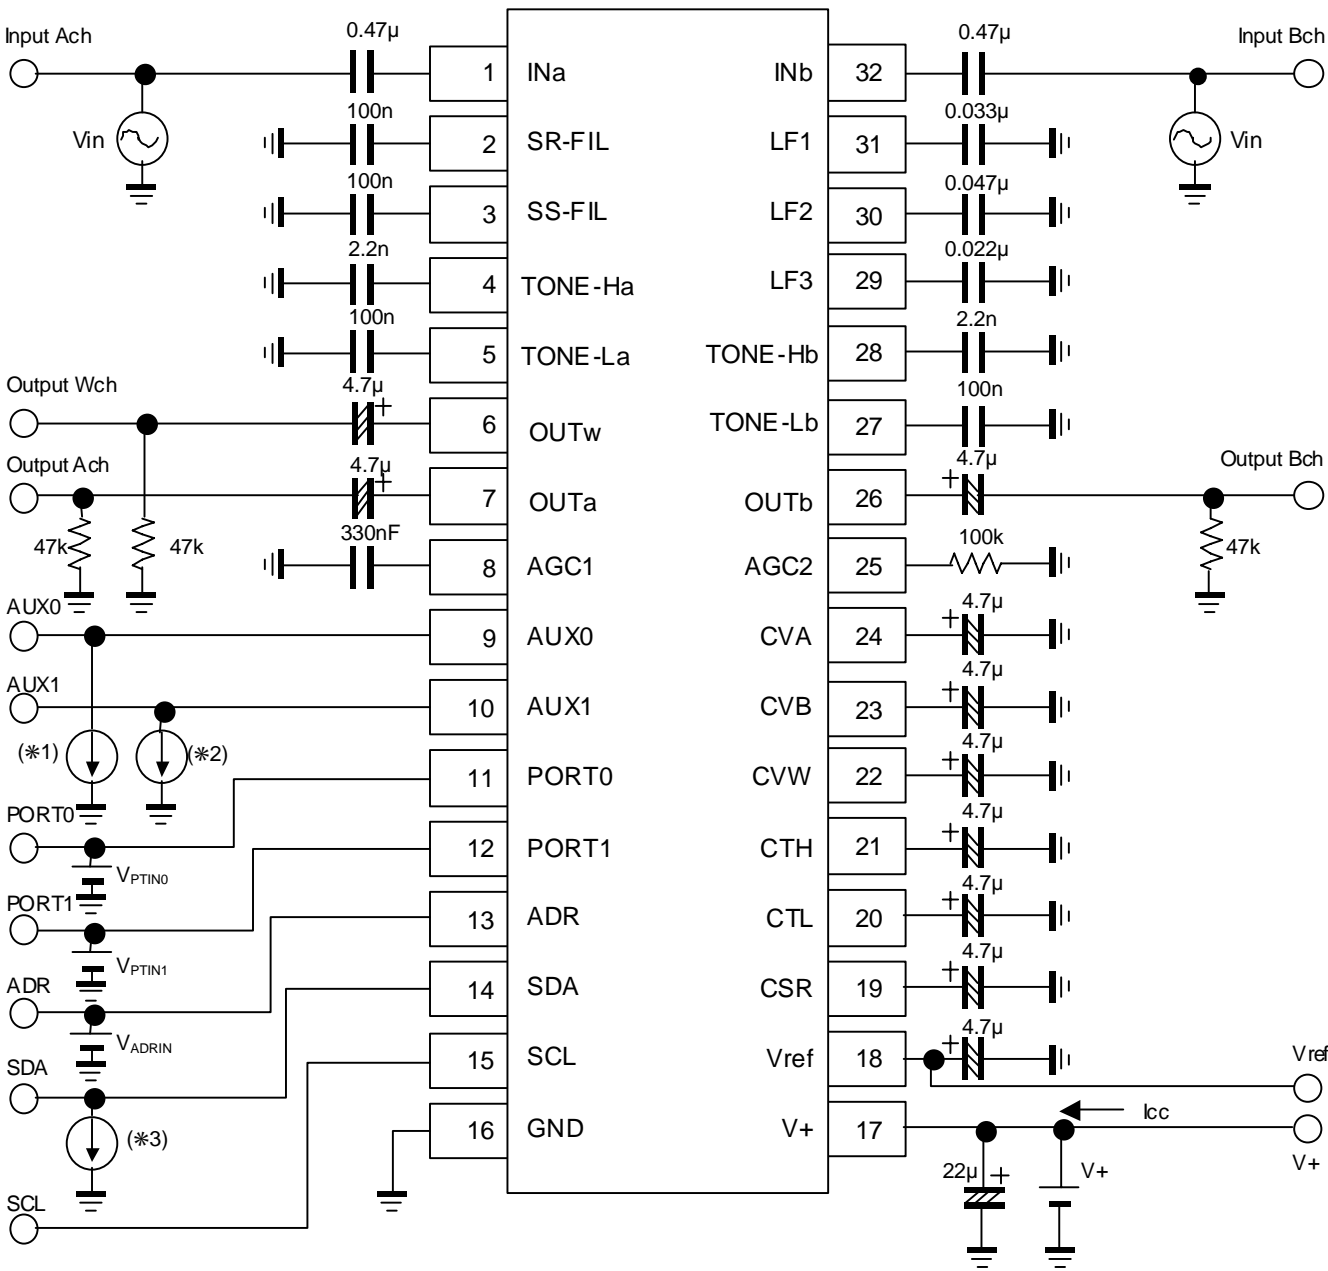 Input Ach
0.47µ
1
INa
INb
32
0.47µ
Input Bch
Vin
100n
2
SR-FIL
LF1
31
0.033µ
Vin
100n
3
SS-FIL
LF2
30
0.047µ
2.2n
4
TONE-Ha
LF3
29
0.022µ
100n
5
TONE-La
TONE-Hb
28
2.2n
Output Wch
4.7µ
+
6
OUTw
TONE-Lb
27
100n
Output Ach
4.7µ
+
7
OUTa
OUTb
26
+
4.7µ
Output Bch
47k
47k
330nF
8
AGC1
AGC2
25
100k
47k
AUX0
9
AUX0
CVA
24
+
4.7µ
AUX1
10
AUX1
CVB
23
+
4.7µ
(※1)
(※2)
11
PORT0
CVW
22
+
4.7µ
PORT0
VPTIN0
12
PORT1
CTH
21
+
4.7µ
PORT1
VPTIN1
13
ADR
CTL
20
+
4.7µ
ADR
VADRIN
14
SDA
CSR
19
+
4.7µ
SDA
(※3)
15
SCL
Vref
18
+
4.7µ
Vref
16
GND
V+
17
Icc
V+
22µ
+
V+
SCL